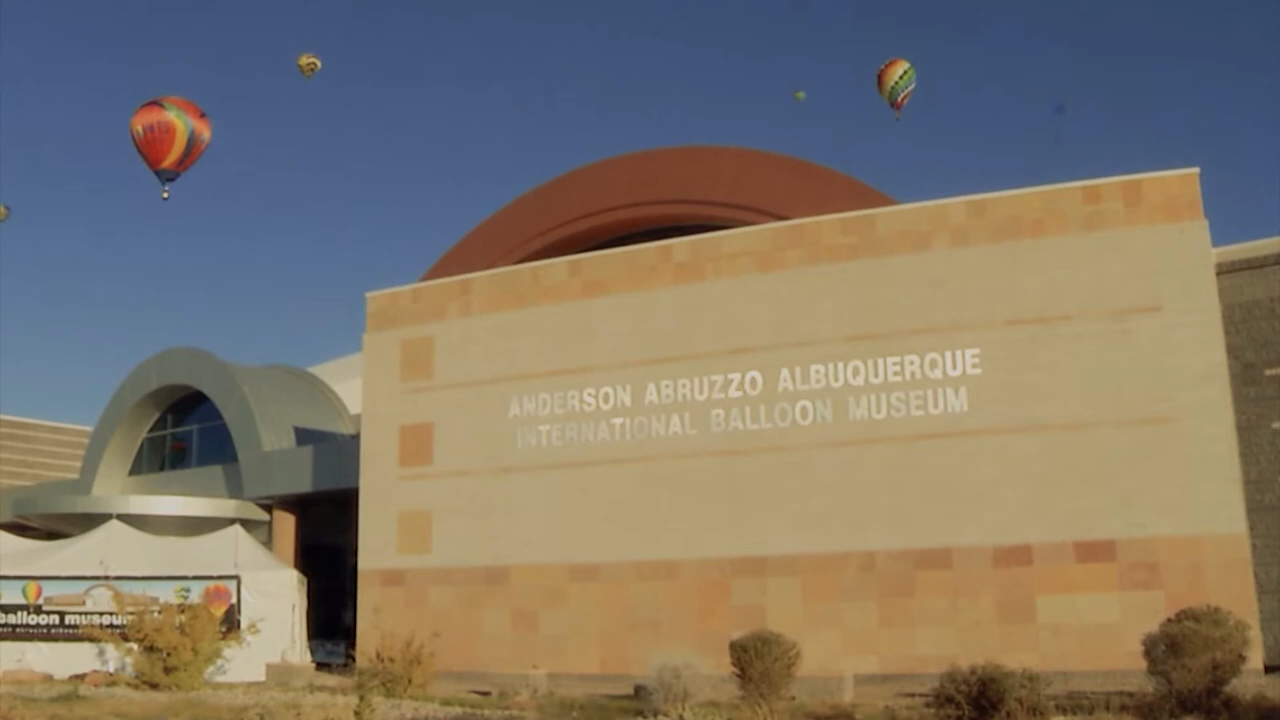 ANDERSON ABRUZZO ALBUQUERQUE
INTERNATIONAL BALLOON MUSEUM
balloon museum